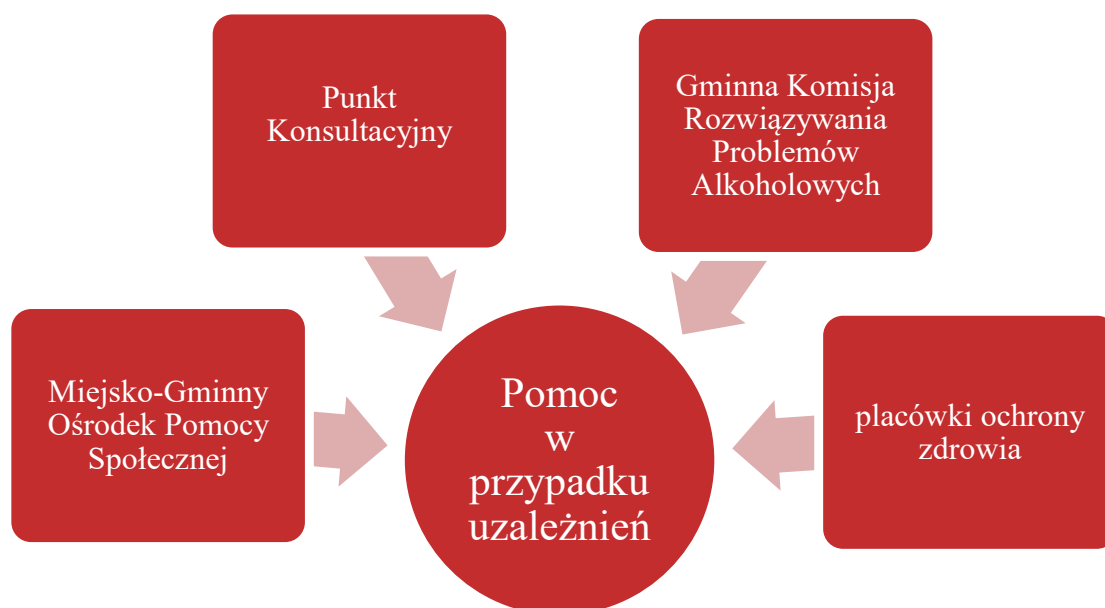 Punkt
Konsultacyjny
Gminna Komisja
Rozwiązywania
Problemów
Alkoholowych
Miejsko-Gminny
Ośrodek Pomocy
Społecznej
Pomoc
w
przypadku
uzależnień
placówki ochrony
zdrowia